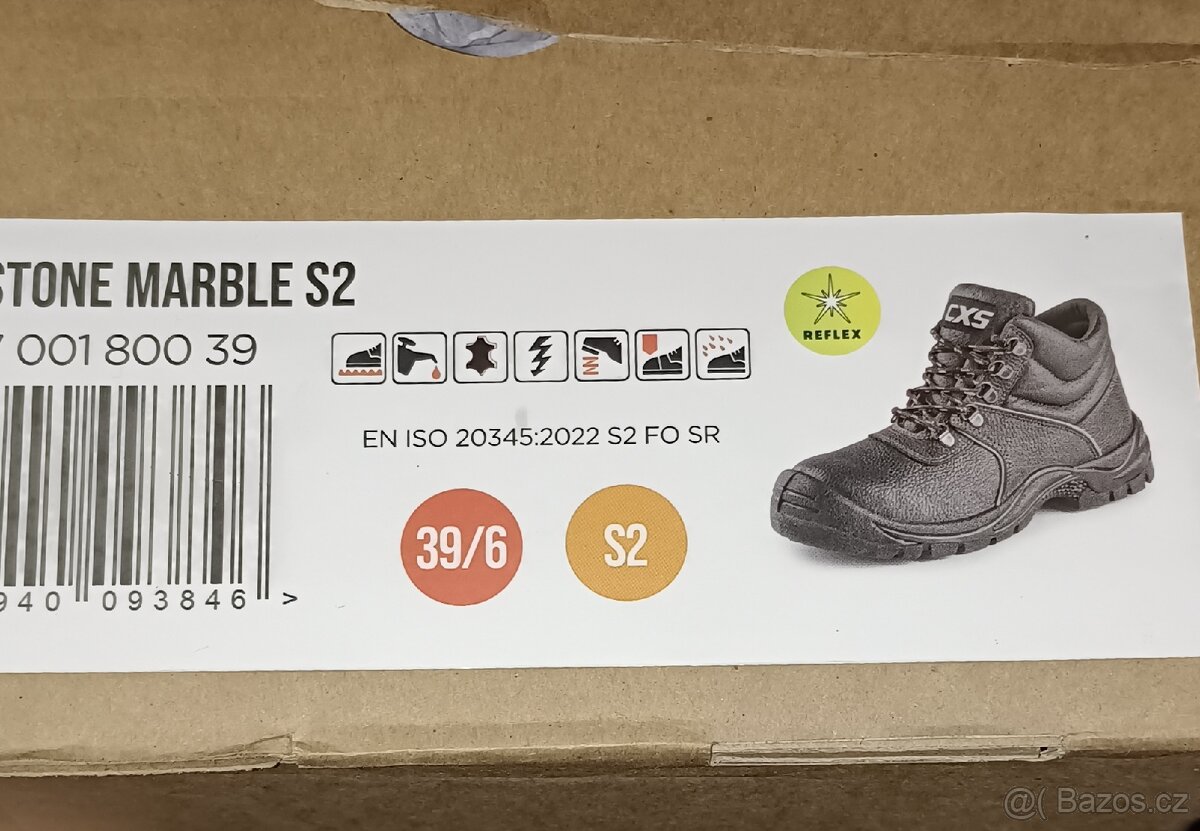 STONE MARBLE S2
001 800 39
940 093846 >
EN ISO 20345:2022 S2 FO SR
39/6
S2
REFLEX
CXS
@( Bazos.cz